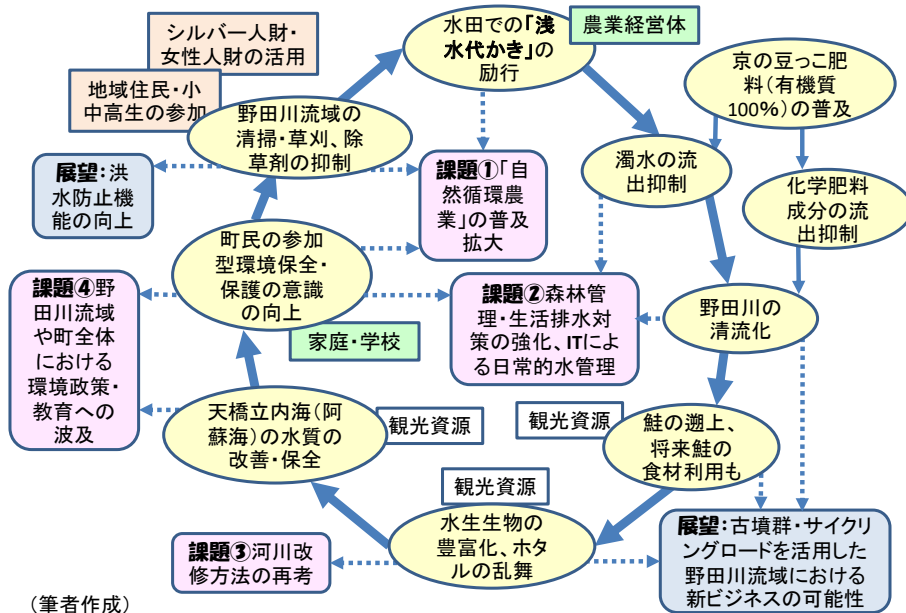 シルバー人財・
女性人財の活用
地域住民・小
中高生の参加
水田での「浅
水代かき」の
励行
農業経営体
京の豆っこ肥
料(有機質
100%)の普及
野田川流域の
清掃・草刈、除
草剤の抑制
濁水の流
出抑制
化学肥料
成分の流
出抑制
展望:洪
水防止機
能の向上
課題①「自
然循環農
業」の普及
拡大
町民の参加
型環境保全・
保護の意識
の向上
家庭・学校
課題②森林管
理・生活排水対
策の強化、ITによ
る日常的水管理
野田川の
清流化
課題④野
田川流域
や町全体
における
環境政策・
教育への
波及
天橋立内海(阿
蘇海)の水質の
改善・保全
観光資源
観光資源
鮭の遡上、
将来鮭の
食材利用も
観光資源
水生生物の
豊富化、ホタ
ルの乱舞
課題③河川改
修方法の再考
展望:古墳群・サイクリ
ングロードを活用した
野田川流域における
新ビジネスの可能性
(筆者作成)